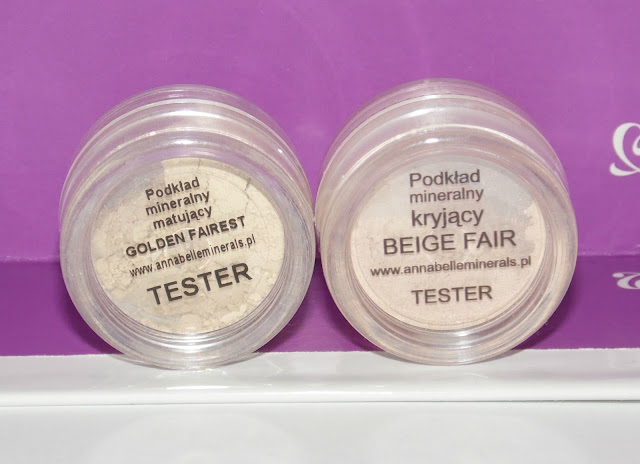 Podkład
mineralny
matujący
GOLDEN FAIREST
www.annabelleminerals.pl
TESTER
Podkład
mineralny
kryjący
BEIGE FAIR
www.annabelleminerals.pl
TESTER